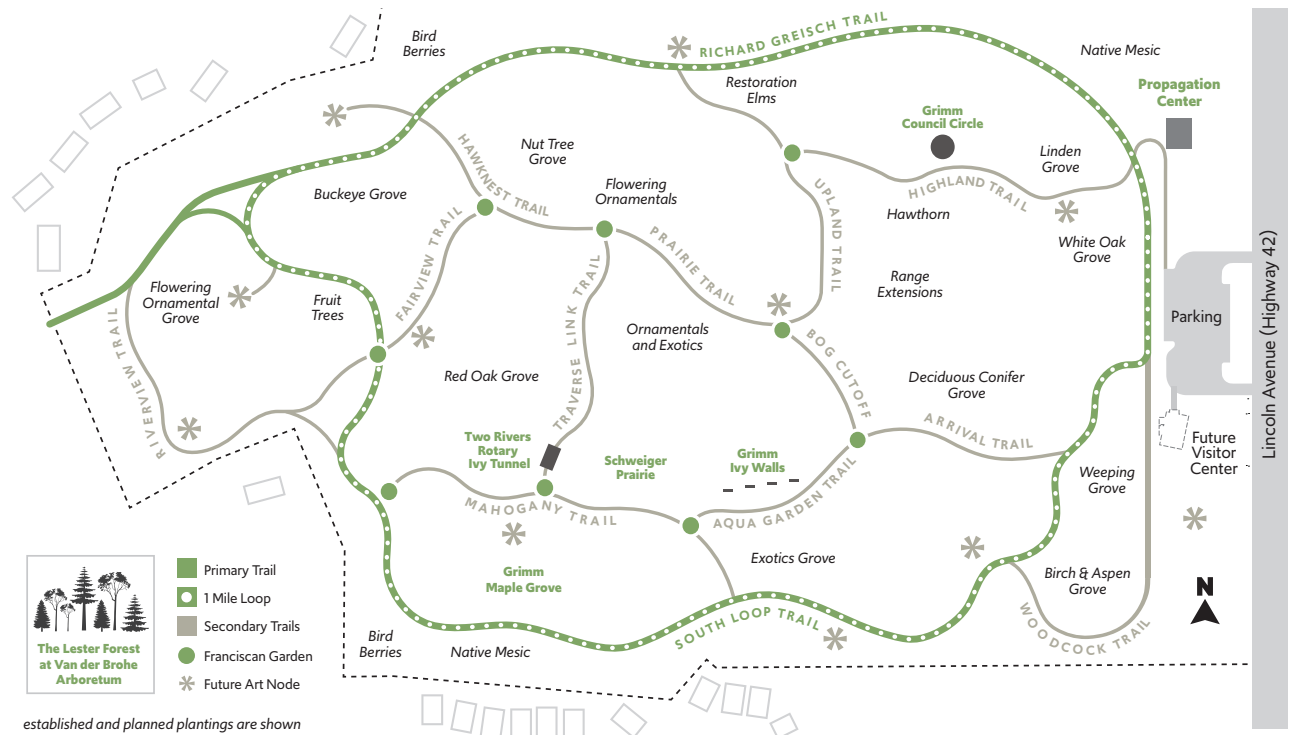 Bird
Berries
RICHARD GREISCH TRAIL
Native Mesic
Restoration
Elms
Propagation
Center
Grimm
Council Circle
Nut Tree
Grove
Linden
Grove
HAWKNEST TRAIL
Buckeye Grove
Flowering
Ornamentals
UPLAND TRAIL
HIGHLAND TRAIL
Hawthorn
White Oak
Grove
FAIRVIEW TRAIL
PRAIRIE TRAIL
Range
Extensions
Flowering
Ornamental
Grove
Fruit
Trees
TRAVERSE LINK TRAIL
Ornamentals
and Exotics
Parking
Lincoln Avenue (Highway 42)
RIVERVIEW TRAIL
BOG CUTOFF
Red Oak Grove
Deciduous Conifer
Grove
ARRIVAL TRAIL
Two Rivers
Rotary
Ivy Tunnel
Schweiger
Prairie
Grimm
Ivy Walls
Future
Visitor
Center
Weeping
Grove
MAHOGANY TRAIL
AQUA GARDEN TRAIL
Exotics Grove
Grimm
Maple Grove
Birch & Aspen
Grove
N
SOUTH LOOP TRAIL
WOODCOCK TRAIL
Bird
Berries
Native Mesic
The Lester Forest
at Van der Brohe
Arboretum
Primary Trail
1 Mile Loop
Secondary Trails
Franciscan Garden
Future Art Node
established and planned plantings are shown